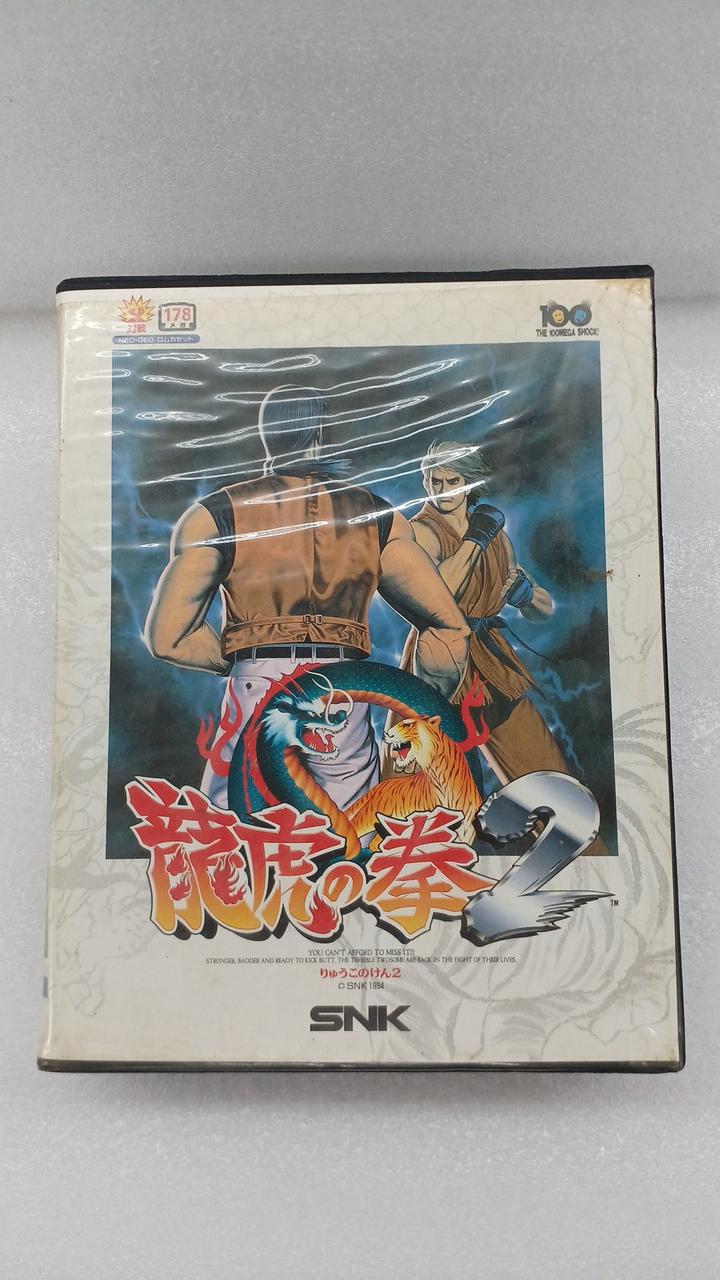 対戦
178
メガ
NEO・GEO ロムカセット
100
THE 100MEGA SHOCK!
龍虎の拳2
TM
YOU CAN'T AFFORD TO MISS IT!!
STRONGER, BADDER AND READY TO KICK BUTT, THE TERRIBLE TWOSOME ARE BACK IN THE FIGHT OF THEIR LIVES.
りゅうこのけん2
© SNK 1994
SNK